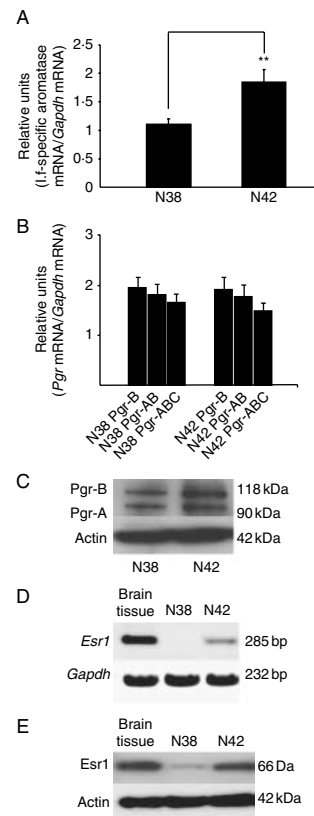 A
Relative units
(I.f-specific aromatase
mRNA/Gapdh mRNA)
2·5
2
1·5
1
0·5
0
**
N38
N42
B
Relative units
(Pgr mRNA/Gapdh mRNA)
3
2
1
N38 Pgr-B
N38 Pgr-AB
N38 Pgr-ABC
N42 Pgr-B
N42 Pgr-AB
N42 Pgr-ABC
C
Pgr-B
118 kDa
Pgr-A
90 kDa
Actin
42 kDa
N38
N42
D
Brain
tissue
N38
N42
Esr1
285 bp
Gapdh
232 bp
E
Brain
tissue
N38
N42
Esr1
66 Da
Actin
42 kDa